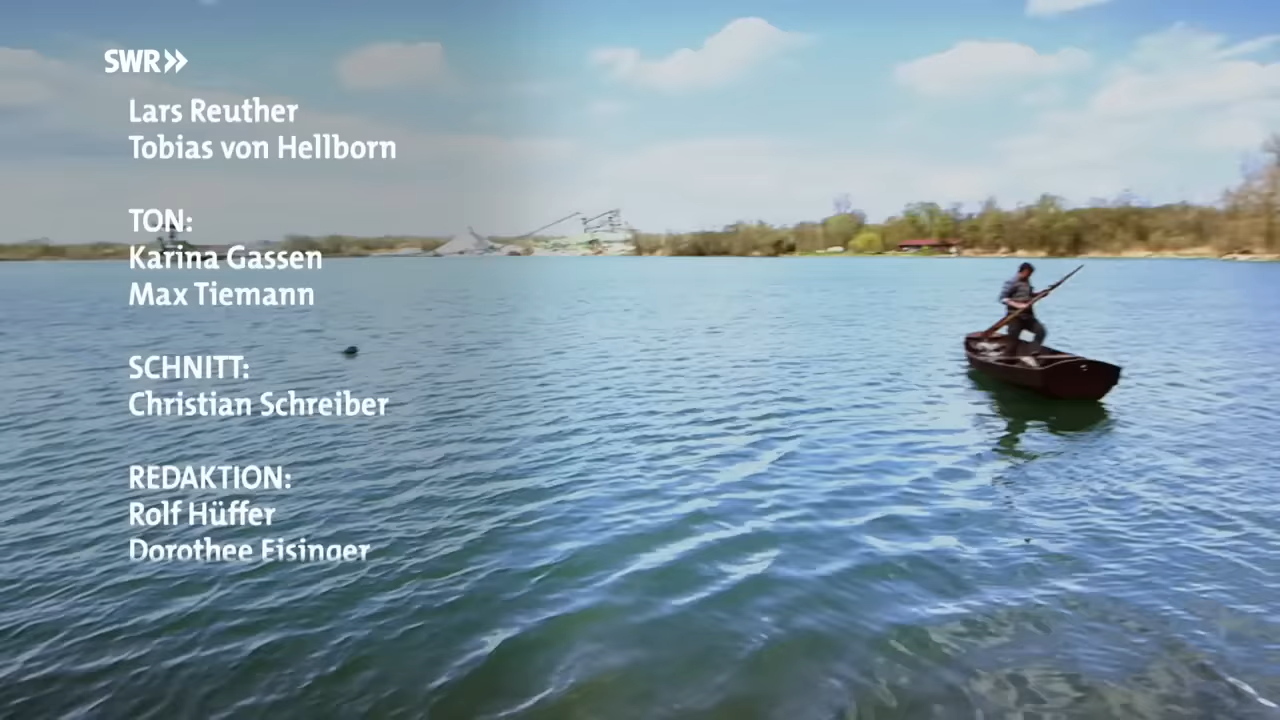 SWR»
Lars Reuther
Tobias von Hellborn
TON:
Karina Gassen
Max Tiemann
SCHNITT:
Christian Schreiber
REDAKTION:
Rolf Hüffer
Dorothee Eisinger